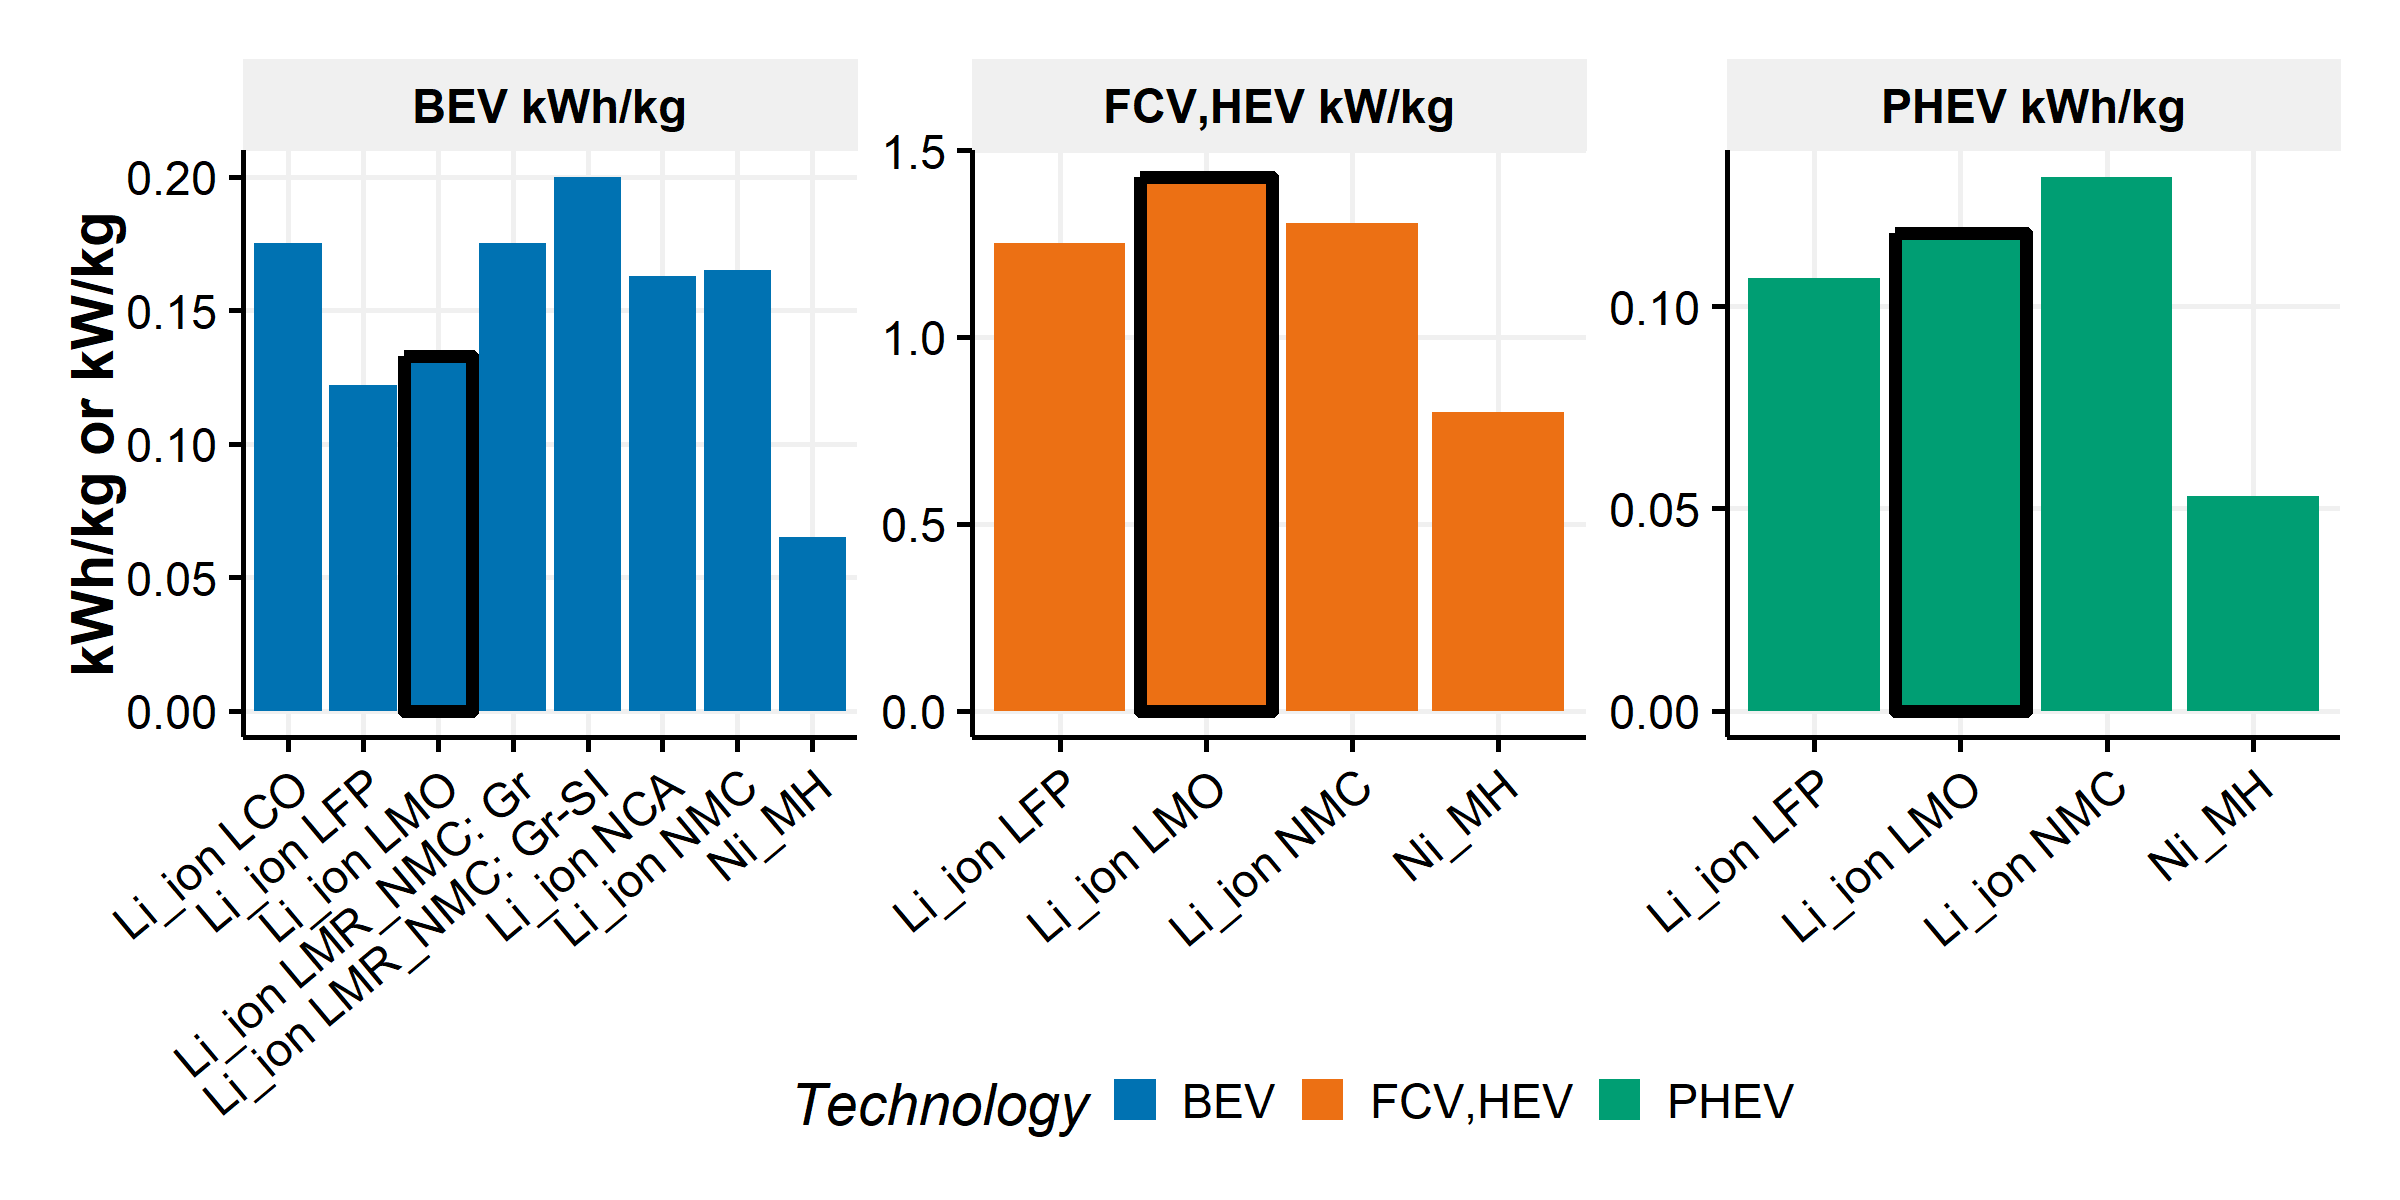 BEV kWh/kg
FCV,HEV kW/kg
PHEV kWh/kg
kWh/kg or kW/kg
0.20
0.15
0.10
0.05
0.00
1.5
1.0
0.5
0.0
0.10
0.05
0.00
Li_ion LCO
Li_ion LFP
Li_ion LMO
Li_ion LMR_NMC: Gr
Li_ion LMR_NMC: Gr-SI
Li_ion NCA
Li_ion NMC
Ni_MH
Li_ion LFP
Li_ion LMO
Li_ion NMC
Ni_MH
Li_ion LFP
Li_ion LMO
Li_ion NMC
Ni_MH
Technology BEV FCV,HEV PHEV